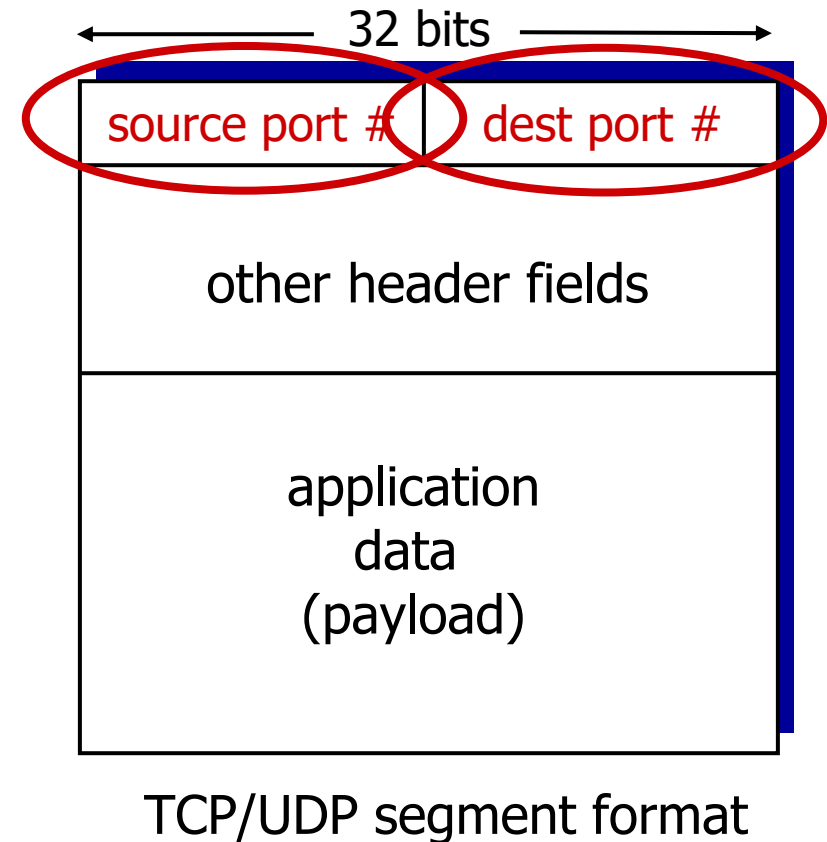 32 bits
source port # dest port #
other header fields
application
data
(payload)
TCP/UDP segment format